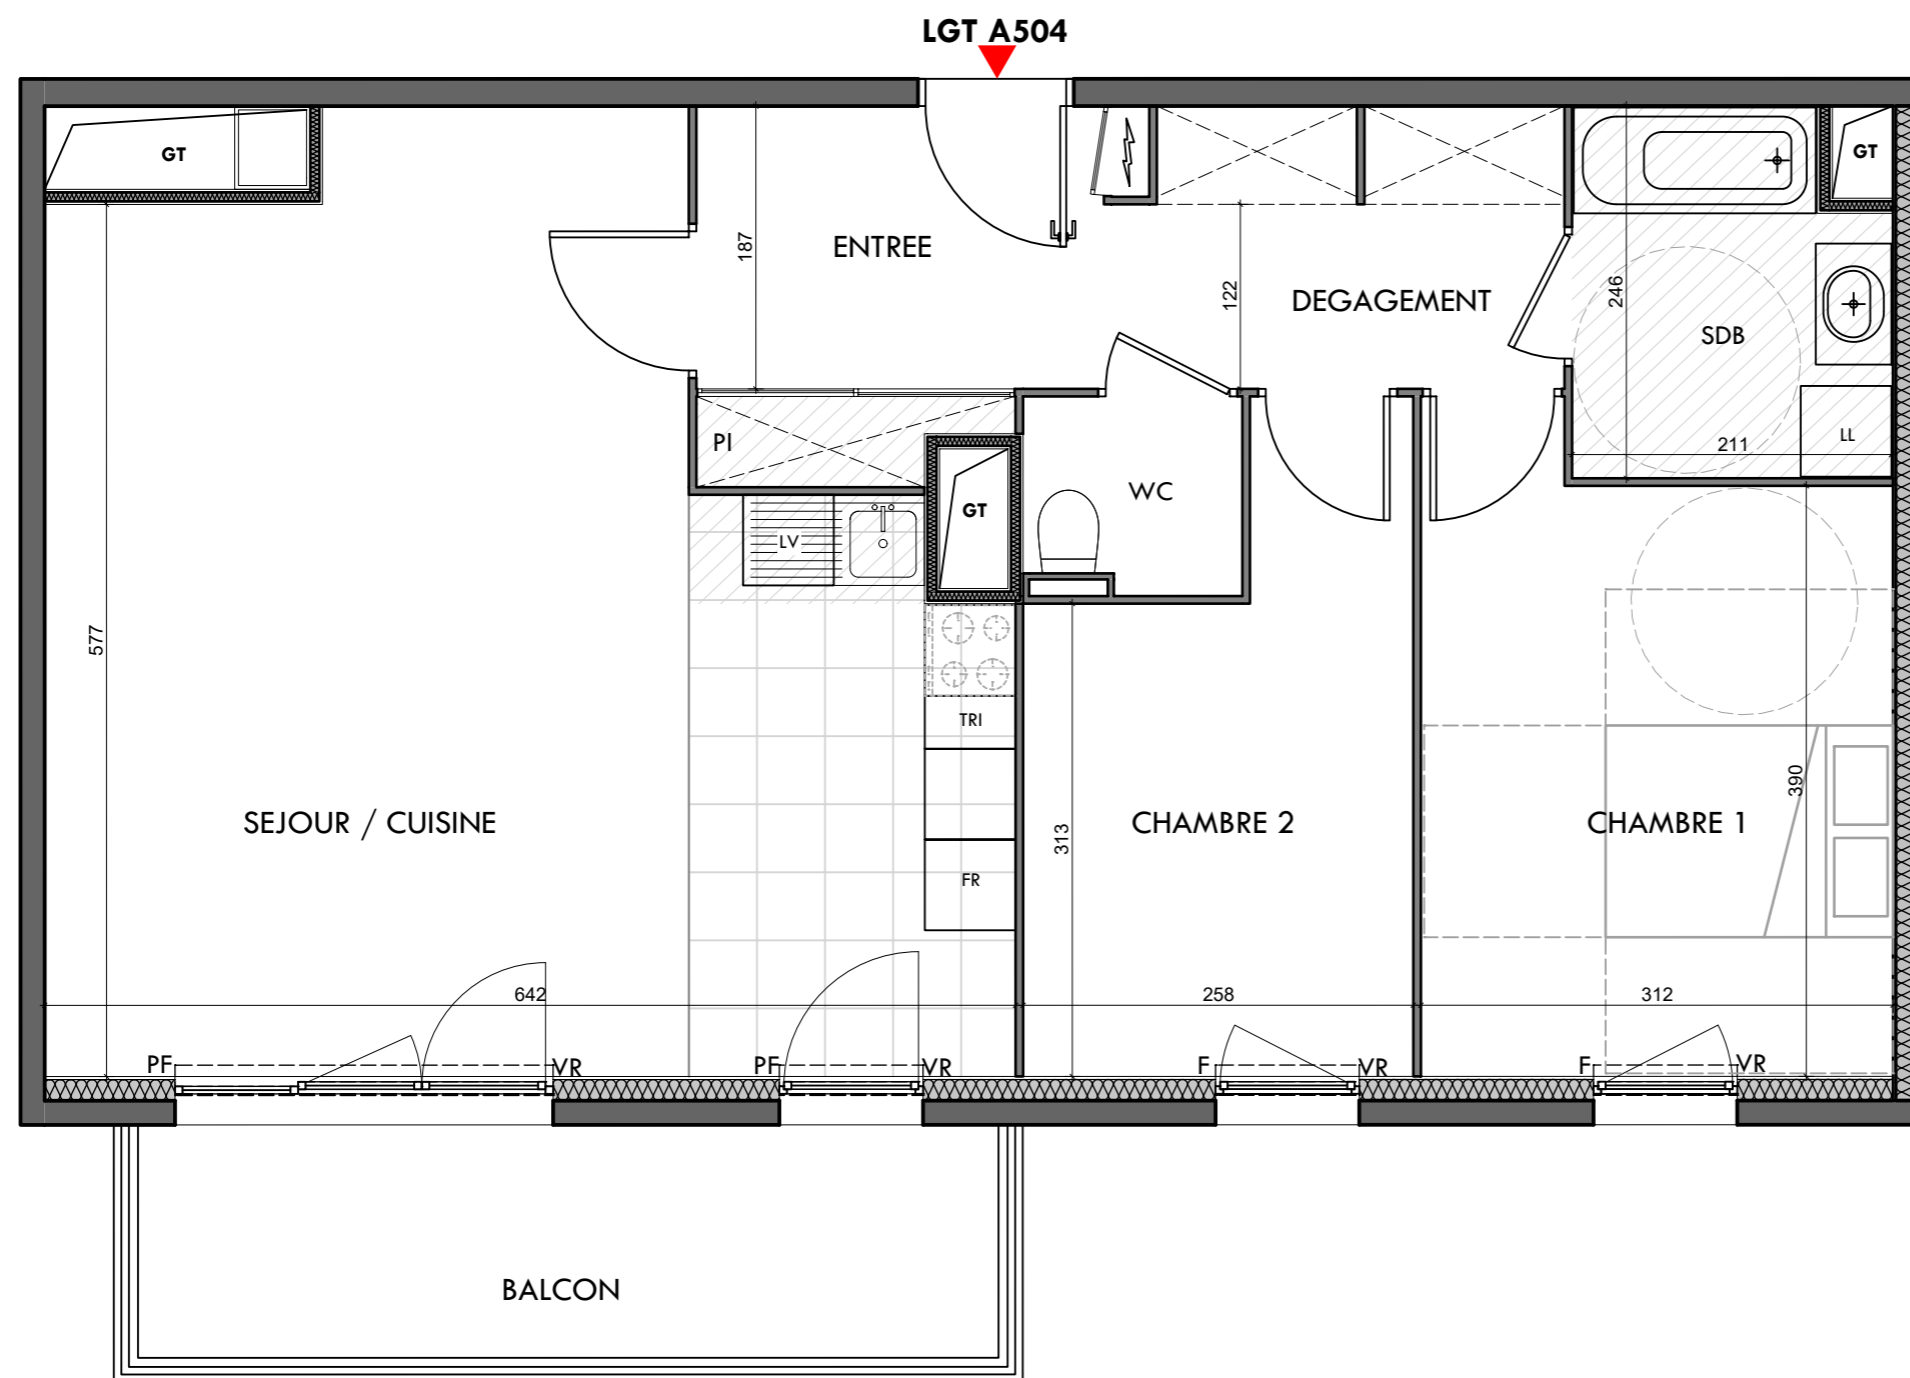 LGT A504
GT
GT
187
ENTREE
122
DEGAGEMENT
246
SDB
PI
211
LL
GT
WC
LV
577
TRI
SEJOUR / CUISINE
313
CHAMBRE 2
390
CHAMBRE 1
FR
642
258
312
PF
VR
PF
VR
F
VR
F
VR
BALCON